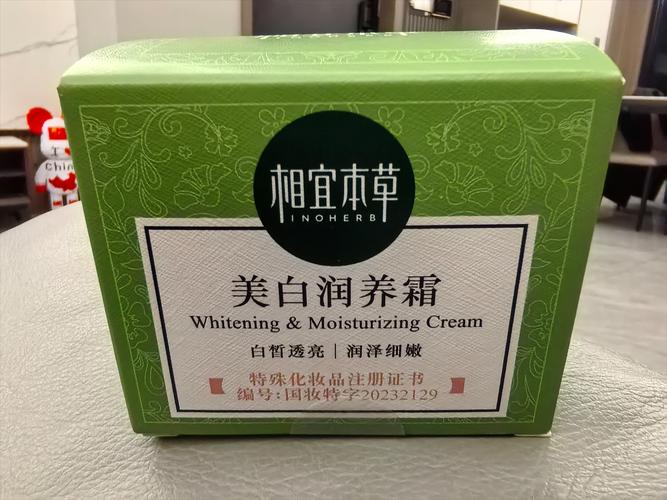 相宜本草
INOHERB
美白润养霜
Whitening & Moisturizing Cream
白皙透亮｜润泽细嫩
特殊化妆品注册证书
编号:国妆特字20232129
China